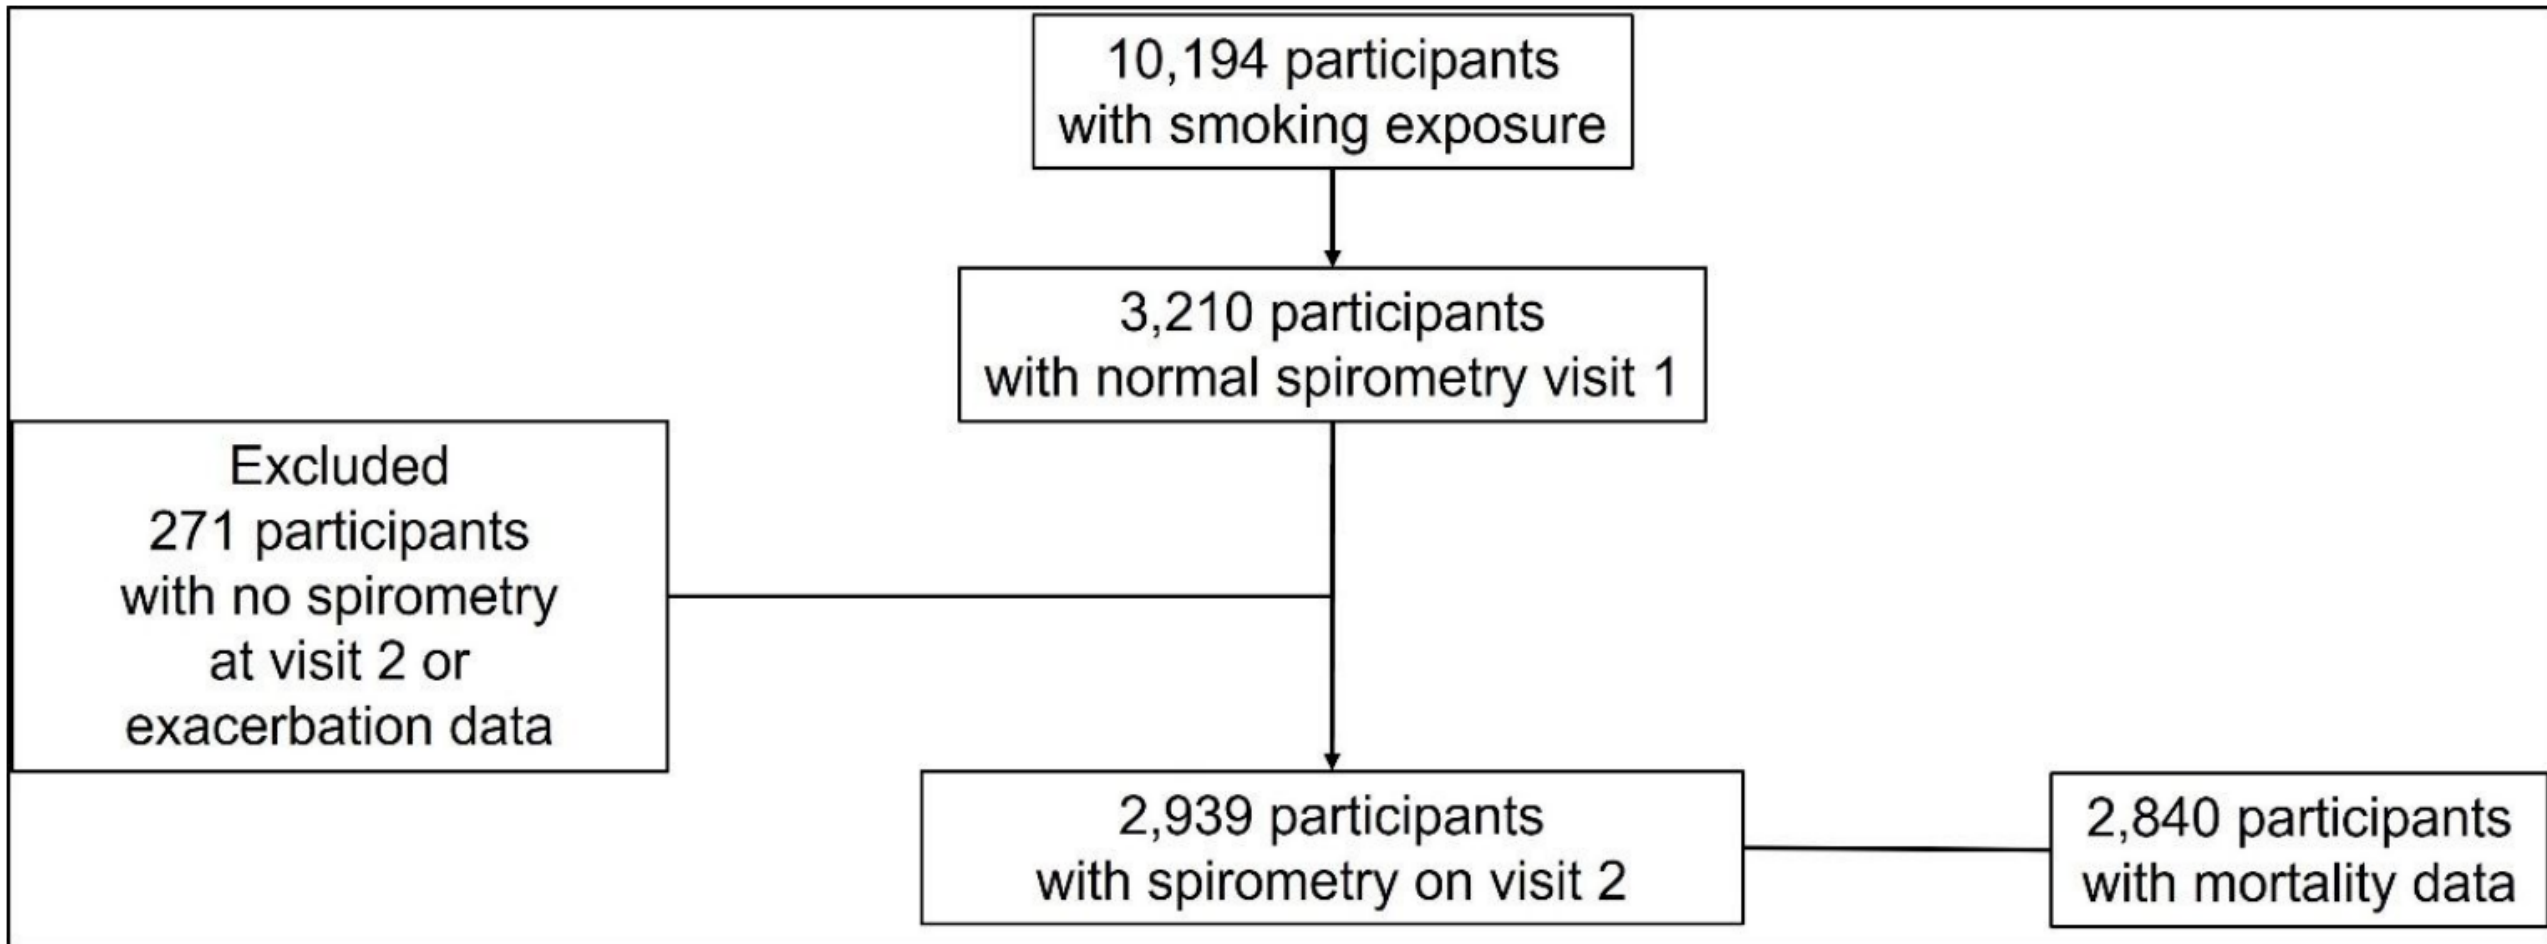 10,194 participants
with smoking exposure
3,210 participants
with normal spirometry visit 1
Excluded
271 participants
with no spirometry
at visit 2 or
exacerbation data
2,939 participants
with spirometry on visit 2
2,840 participants
with mortality data